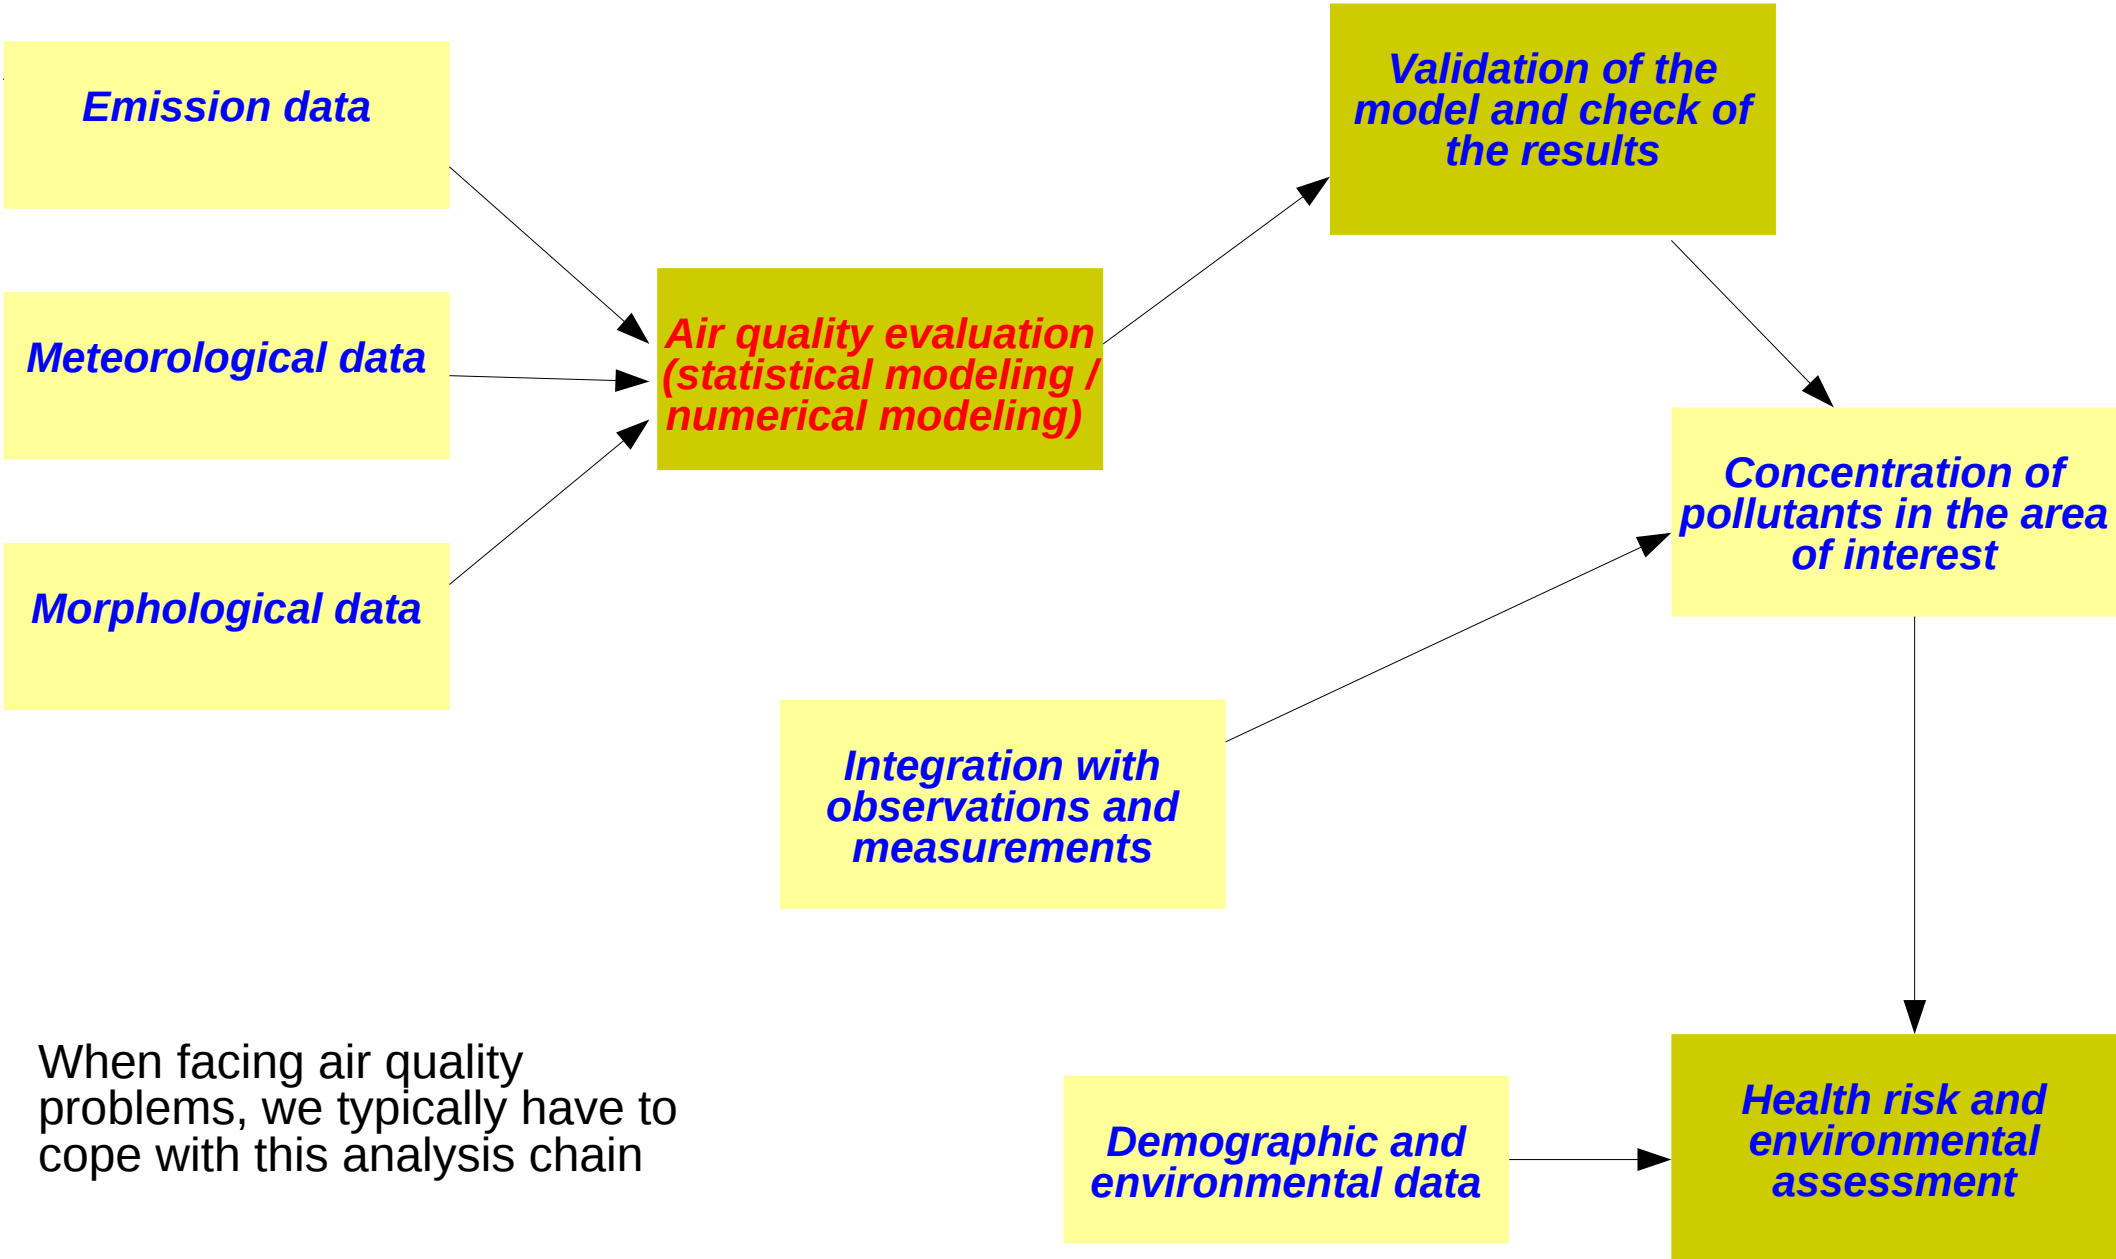 Emission data
Validation of the
model and check of
the results
Meteorological data
Air quality evaluation
(statistical modeling /
numerical modeling)
Concentration of
pollutants in the area
of interest
Morphological data
Integration with
observations and
measurements
When facing air quality
problems, we typically have to
cope with this analysis chain
Demographic and
environmental data
Health risk and
environmental
assessment